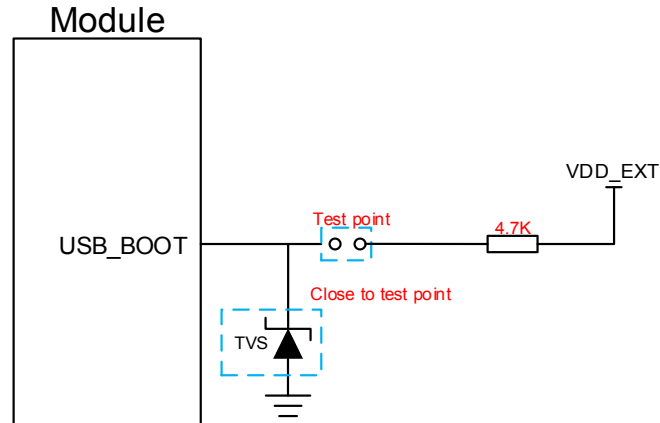 Module
VDD_EXT
Test point
4.7K
USB_BOOT
Close to test point
TVS